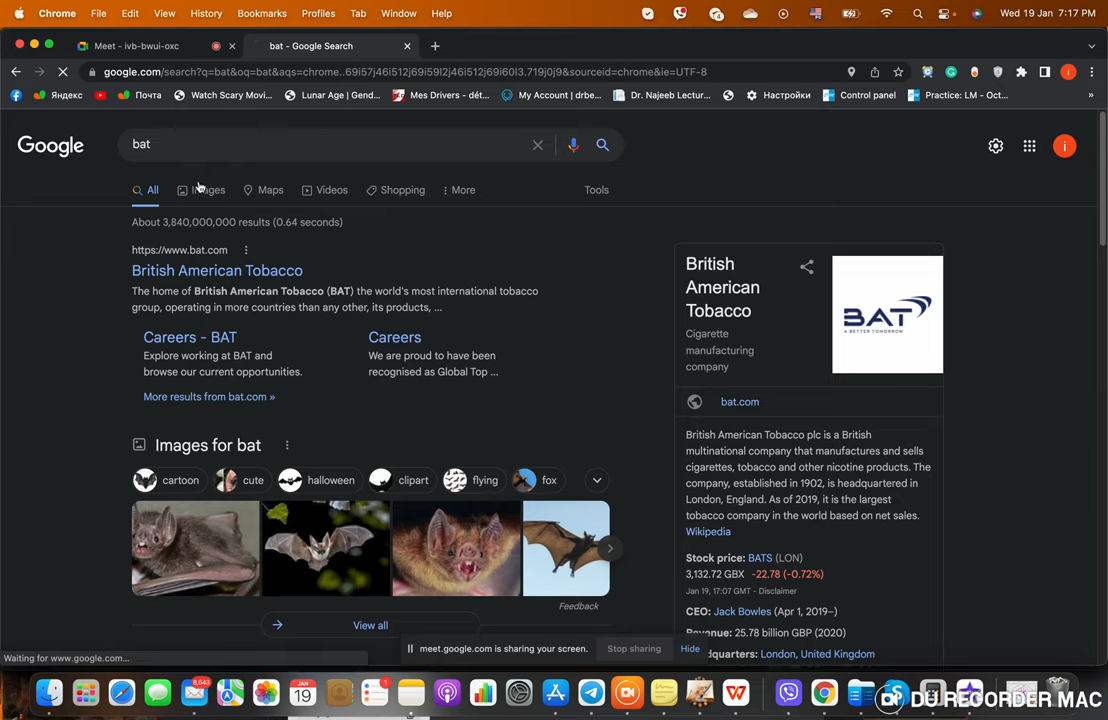 Chrome File Edit View History Bookmarks Profiles Tab Window Help Wed 19 Jan 7:17 PM
Meet - ivb-bwui-oxc
bat - Google Search
google.com/search?q=bat&oq=bat&aqs=chrome..69i57j46i512j69i59l2j46i512j69i60l3.719j0j9&sourceid=chrome&ie=UTF-8
Яндекс Почта Watch Scary Movi... Lunar Age | Gend... Mes Drivers - dét... My Account | drbe... Dr. Najeeb Lectur... Настройки Control panel Practice: LM - Oct... »
Google
bat
i
All Images Maps Videos Shopping More Tools
About 3,840,000,000 results (0.64 seconds)
https://www.bat.com
British American Tobacco
The home of British American Tobacco (BAT) the world's most international tobacco
group, operating in more countries than any other, its products, ...
Careers - BAT
Explore working at BAT and
browse our current opportunities.
Careers
We are proud to have been
recognised as Global Top ...
More results from bat.com »
Images for bat
cartoon cute halloween clipart flying fox
Feedback
View all
British
American
Tobacco
Cigarette
manufacturing
company
BAT
A BETTER TOMORROW
bat.com
British American Tobacco plc is a British
multinational company that manufactures and sells
cigarettes, tobacco and other nicotine products. The
company, established in 1902, is headquartered in
London, England. As of 2019, it is the largest
tobacco company in the world based on net sales.
Wikipedia
Stock price: BATS (LON)
3,132.72 GBX -22.78 (-0.72%)
Jan 19, 17:07 GMT - Disclaimer
CEO: Jack Bowles (Apr 1, 2019–)
Revenue: 25.78 billion GBP (2020)
Headquarters: London, United Kingdom
meet.google.com is sharing your screen. Stop sharing Hide
Waiting for www.google.com...
8,543
JAN
19
1
DU RECORDER MAC